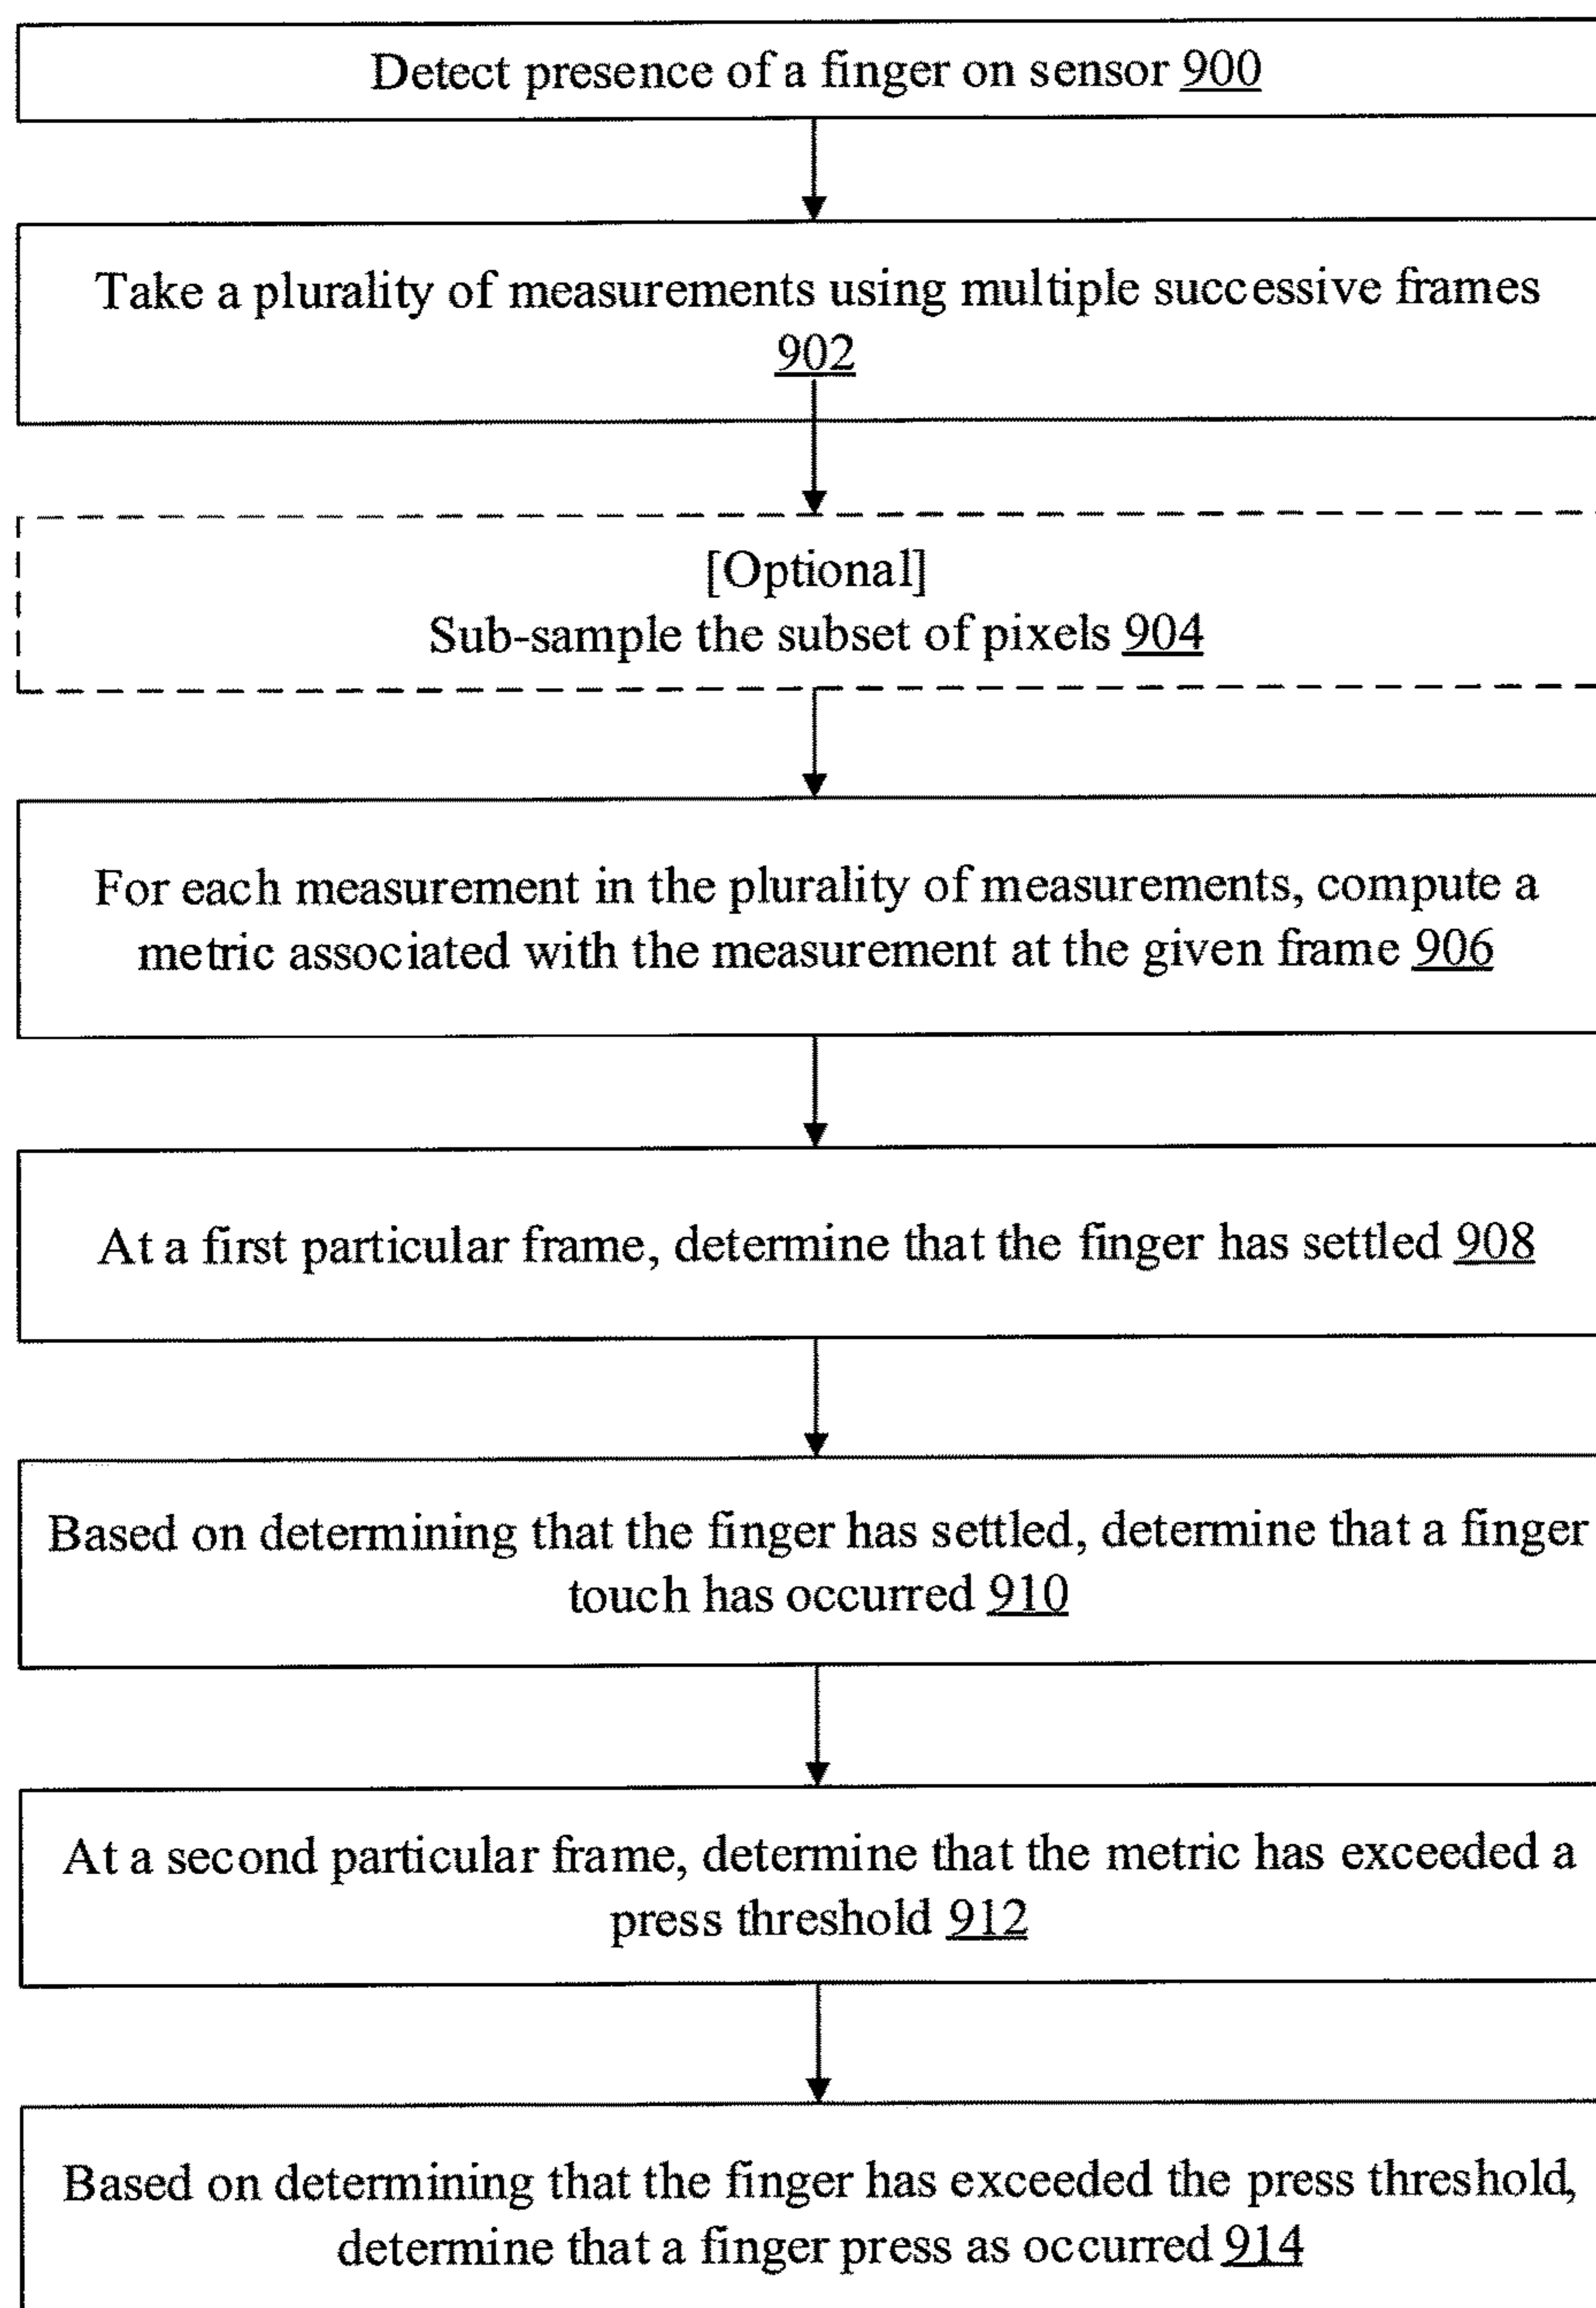 Detect presence of a finger on sensor 900
Take a plurality of measurements using multiple successive frames
902
[Optional]
Sub-sample the subset of pixels 904
For each measurement in the plurality of measurements, compute a
metric associated with the measurement at the given frame 906
At a first particular frame, determine that the finger has settled 908
Based on determining that the finger has settled, determine that a finger
touch has occurred 910
At a second particular frame, determine that the metric has exceeded a
press threshold 912
Based on determining that the finger has exceeded the press threshold,
determine that a finger press as occurred 914